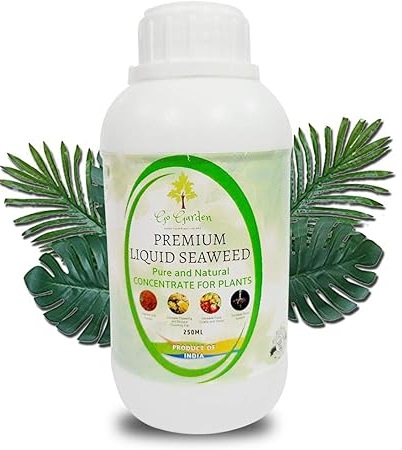 Go Garden
PREMIUM
LIQUID SEAWEED
Pure and Natural
CONCENTRATE FOR PLANTS
250ML
PRODUCT OF
INDIA